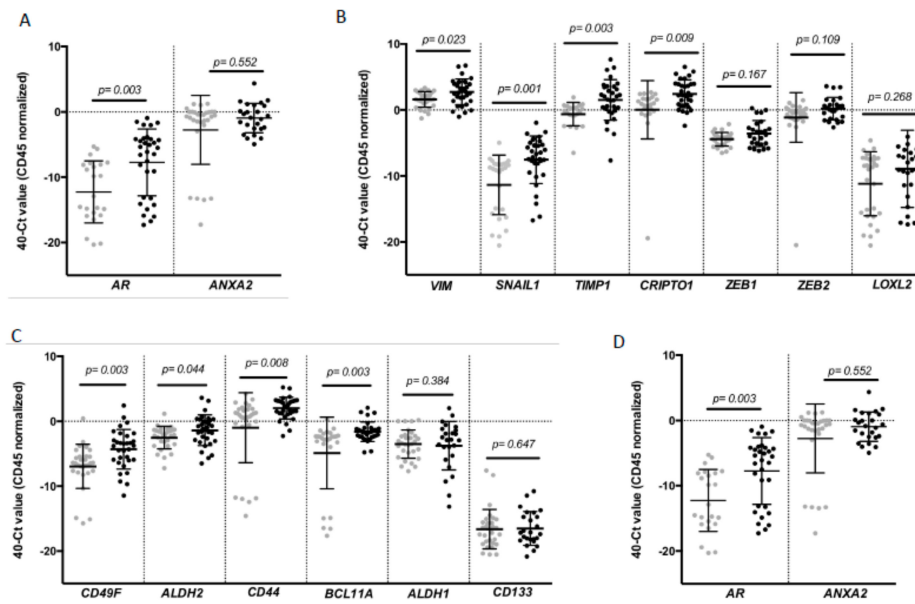 A
40-Ct value (CD45 normalized)
10
0
-10
-20
p= 0.003
p= 0.552
AR
ANXA2
B
40-Ct value (CD45 normalized)
10
0
-10
-20
p= 0.023
p= 0.001
p= 0.003
p= 0.009
p= 0.167
p= 0.109
p= 0.268
VIM
SNAIL1
TIMP1
CRIPTO1
ZEB1
ZEB2
LOXL2
C
40-Ct value (CD45 normalized)
10
0
-10
-20
p= 0.003
p= 0.044
p= 0.008
p= 0.003
p= 0.384
p= 0.647
CD49F
ALDH2
CD44
BCL11A
ALDH1
CD133
D
40-Ct value (CD45 normalized)
10
0
-10
-20
p= 0.003
p= 0.552
AR
ANXA2